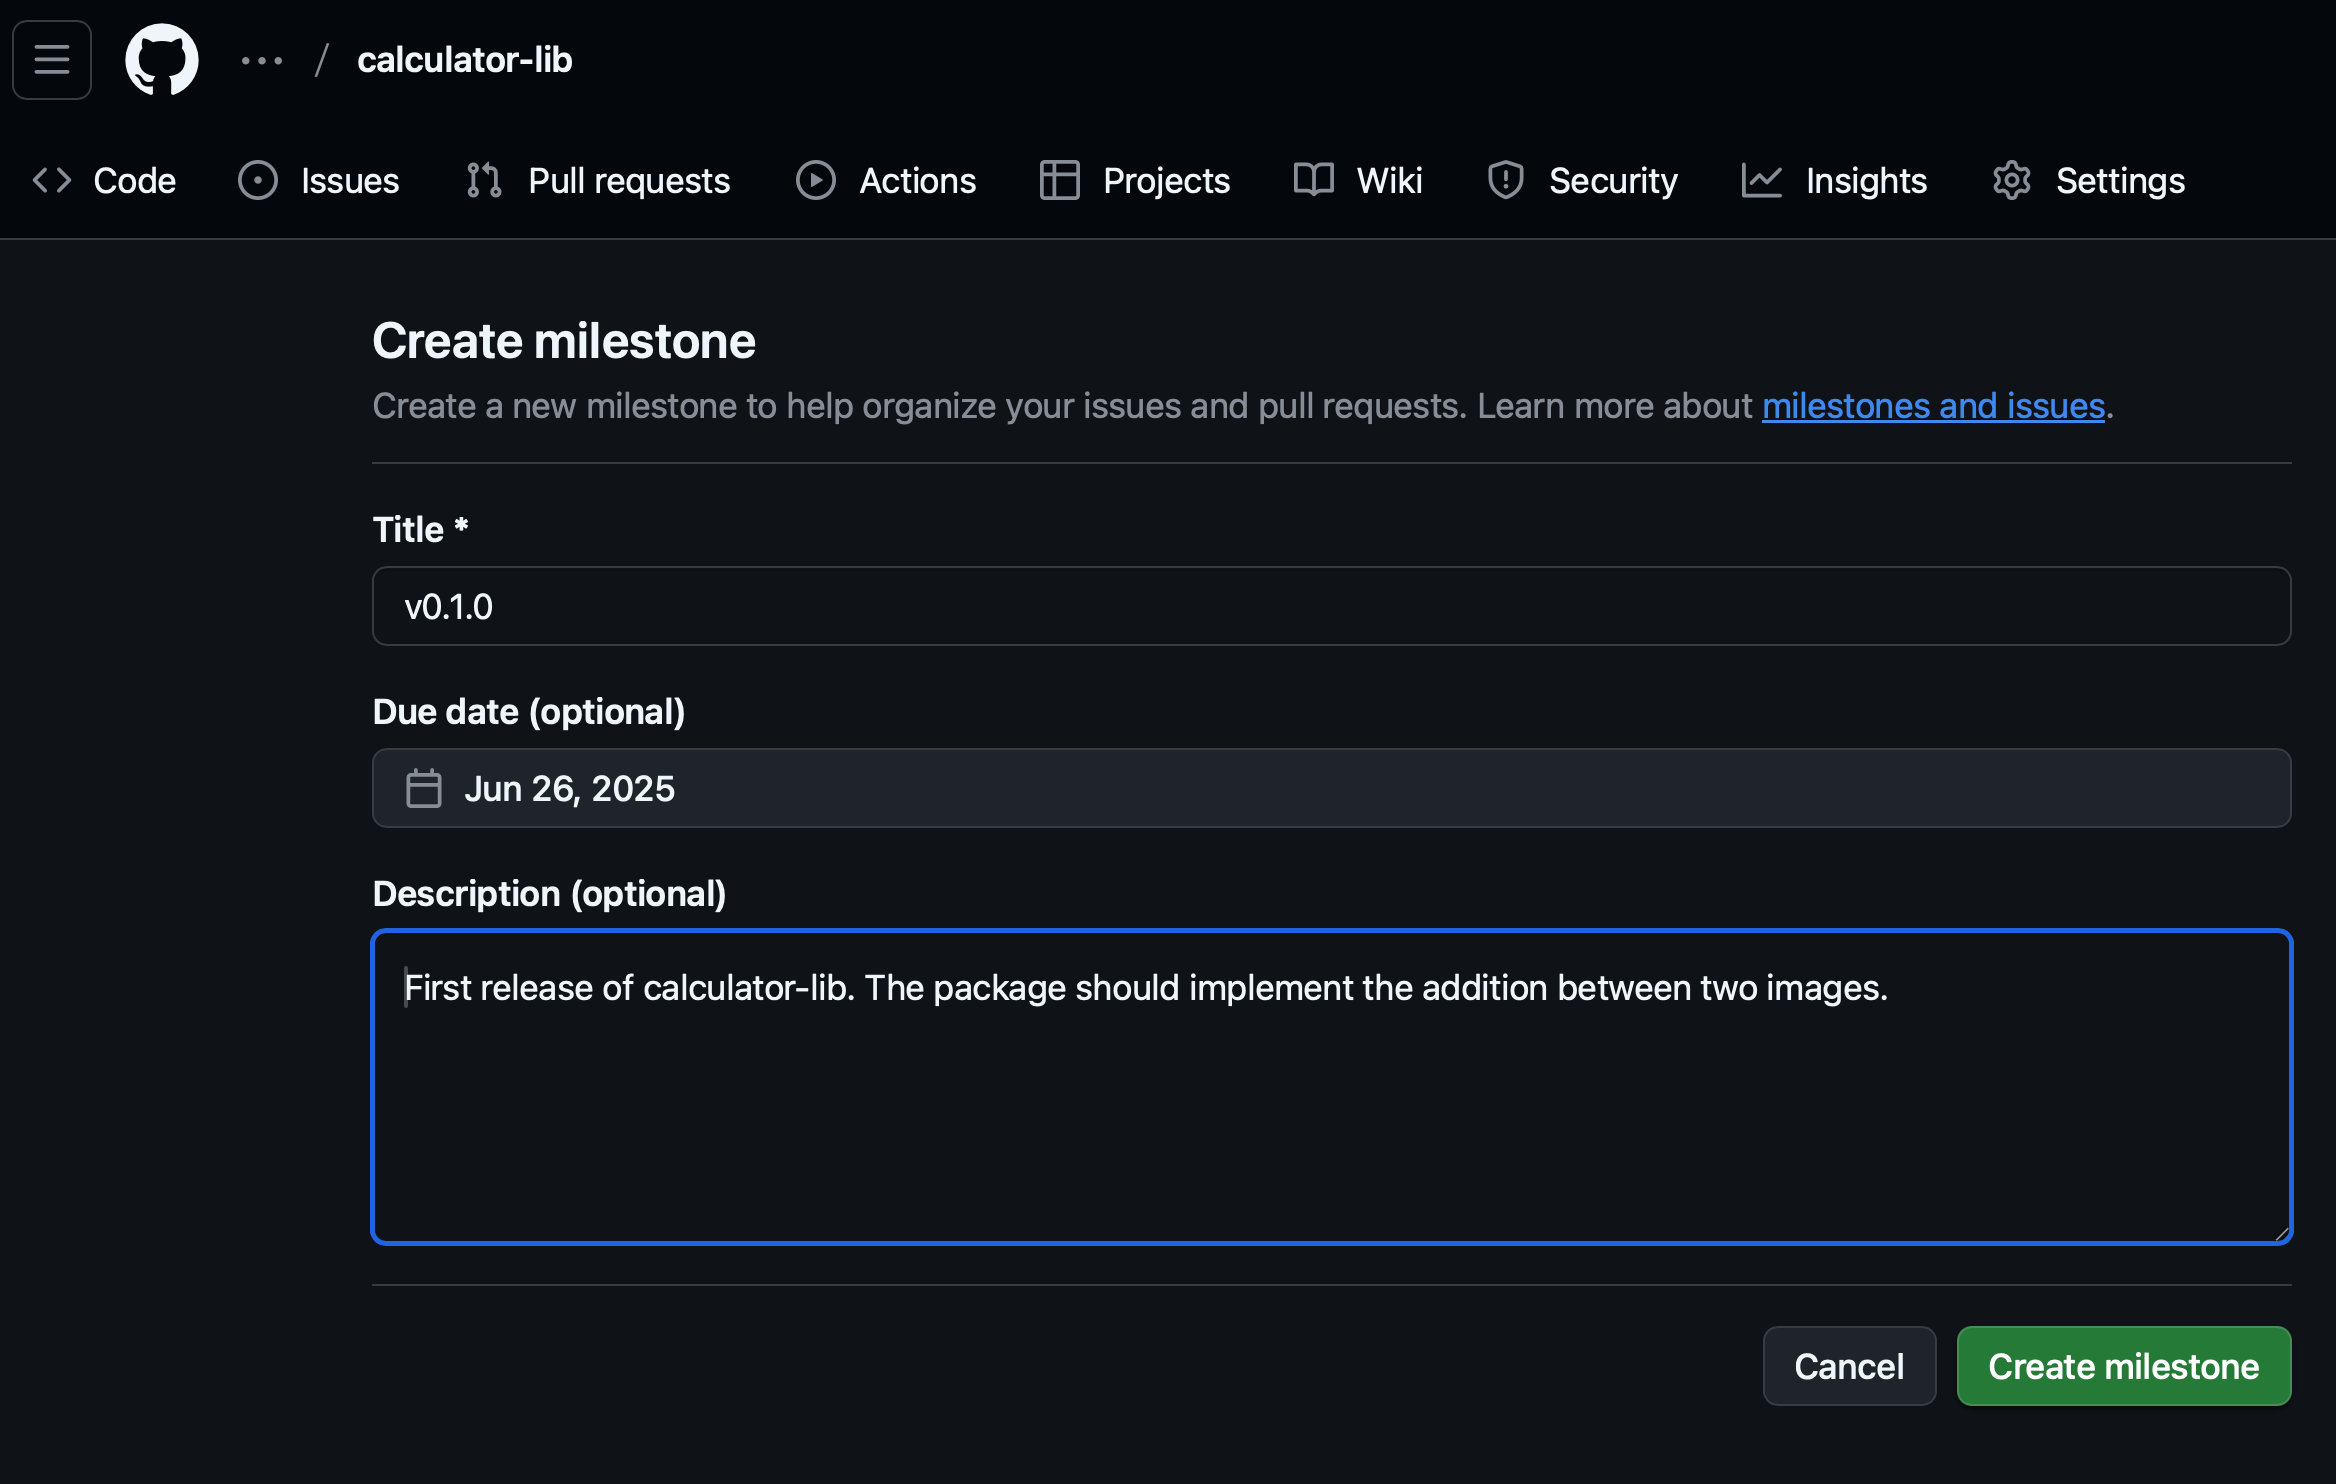 ··· / calculator-lib
Code Issues Pull requests Actions Projects Wiki Security Insights Settings
Create milestone
Create a new milestone to help organize your issues and pull requests. Learn more about milestones and issues.
Title *
v0.1.0
Due date (optional)
Jun 26, 2025
Description (optional)
First release of calculator-lib. The package should implement the addition between two images.
Cancel Create milestone